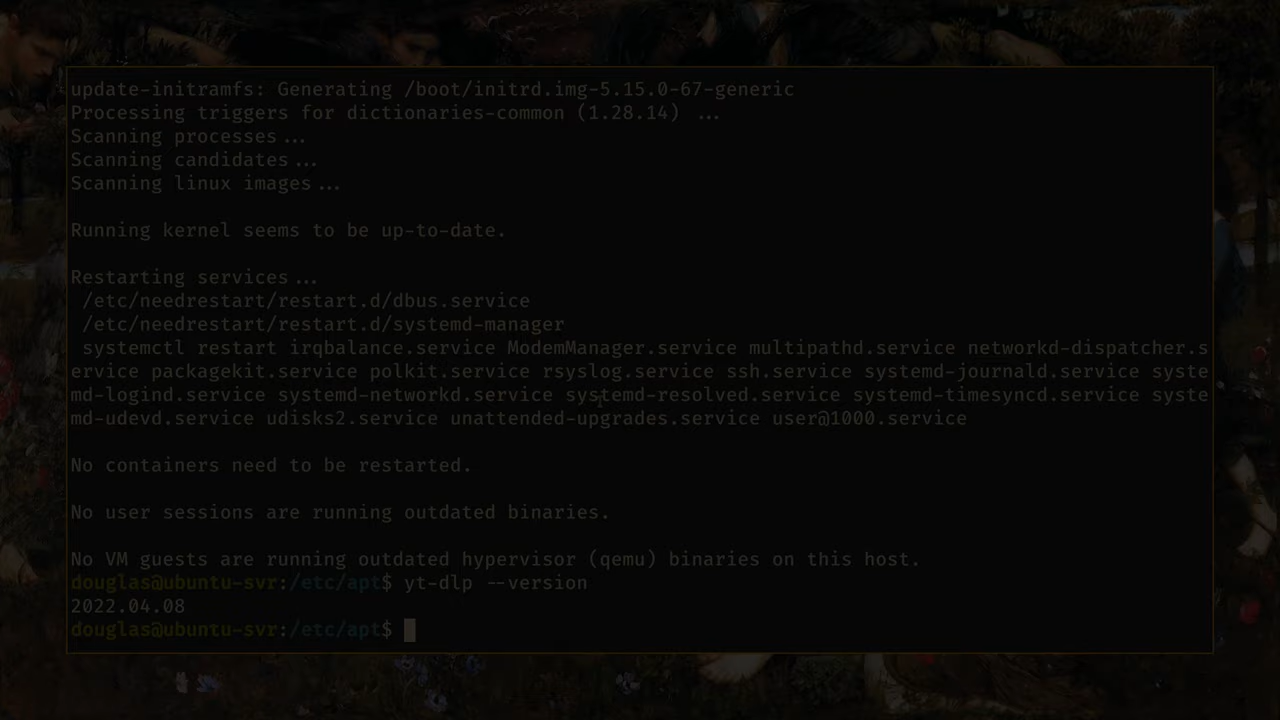 update-initramfs: Generating /boot/initrd.img-5.15.0-67-generic
Processing triggers for dictionaries-common (1.28.14) ...
Scanning processes...
Scanning candidates...
Scanning linux images...
Running kernel seems to be up-to-date.
Restarting services...
/etc/needrestart/restart.d/dbus.service
/etc/needrestart/restart.d/systemd-manager
systemctl restart irqbalance.service ModemManager.service multipathd.service networkd-dispatcher.s
ervice packagekit.service polkit.service rsyslog.service ssh.service systemd-journald.service syste
md-logind.service systemd-networkd.service systemd-resolved.service systemd-timesyncd.service syste
md-udevd.service udisks2.service unattended-upgrades.service user@1000.service
No containers need to be restarted.
No user sessions are running outdated binaries.
No VM guests are running outdated hypervisor (qemu) binaries on this host.
douglas@ubuntu-svr:/etc/apt$ yt-dlp --version
2022.04.08
douglas@ubuntu-svr:/etc/apt$